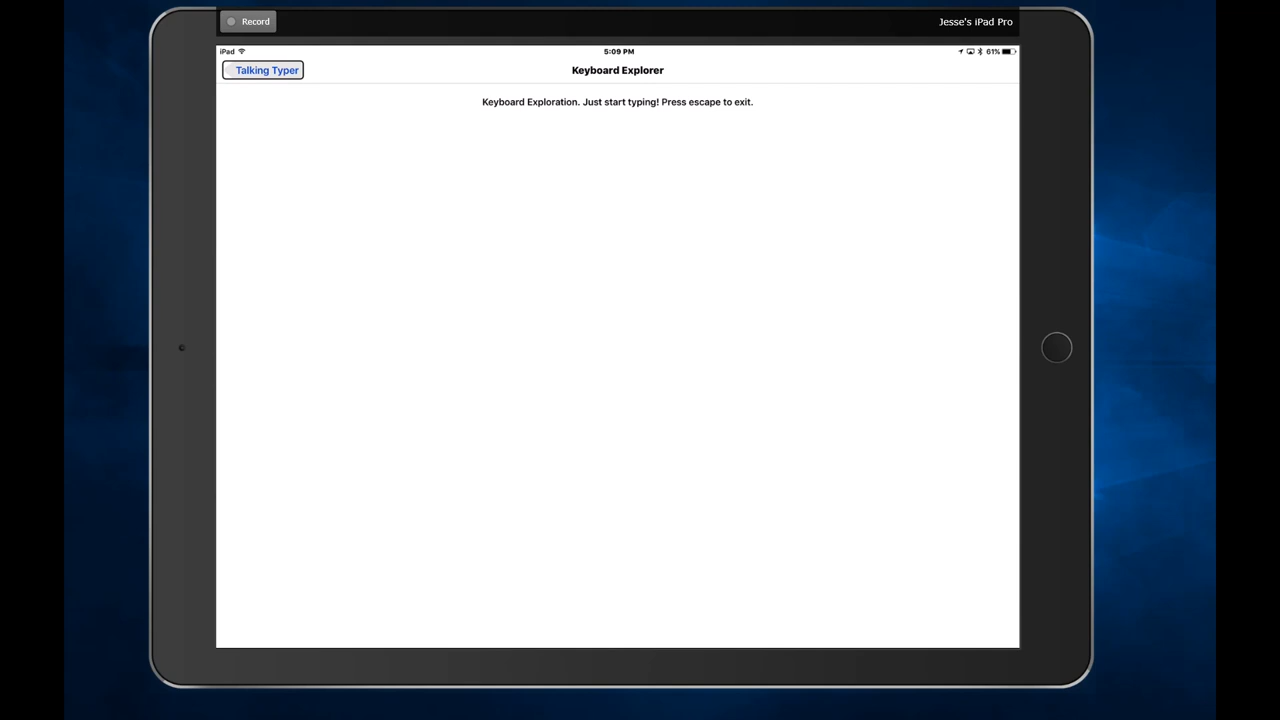 Record
Jesse's iPad Pro
iPad
5:09 PM
61%
Talking Typer
Keyboard Explorer
Keyboard Exploration. Just start typing! Press escape to exit.